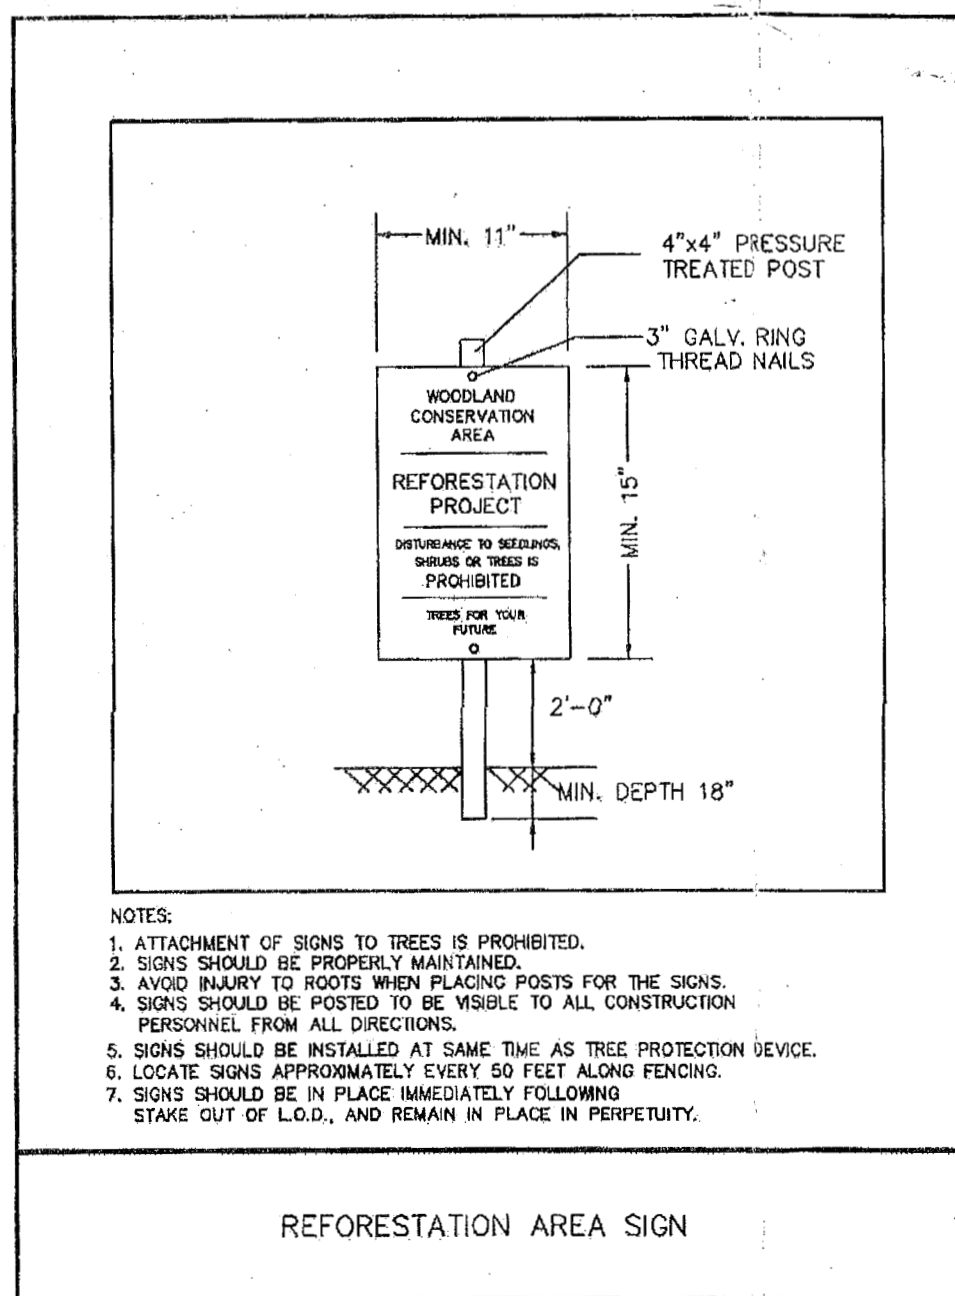 MIN. 11"
4"x4" PRESSURE
TREATED POST
3" GALV. RING
THREAD NAILS
WOODLAND
CONSERVATION
AREA
REFORESTATION
PROJECT
DISTURBANCE TO SEEDLINGS,
SHRUBS OR TREES IS
PROHIBITED
TREES FOR YOUR
FUTURE
MIN. 15"
2'-0"
MIN. DEPTH 18"
NOTES:
1. ATTACHMENT OF SIGNS TO TREES IS PROHIBITED.
2. SIGNS SHOULD BE PROPERLY MAINTAINED.
3. AVOID INJURY TO ROOTS WHEN PLACING POSTS FOR THE SIGNS.
4. SIGNS SHOULD BE POSTED TO BE VISIBLE TO ALL CONSTRUCTION
PERSONNEL FROM ALL DIRECTIONS.
5. SIGNS SHOULD BE INSTALLED AT SAME TIME AS TREE PROTECTION DEVICE.
6. LOCATE SIGNS APPROXIMATELY EVERY 50 FEET ALONG FENCING.
7. SIGNS SHOULD BE IN PLACE IMMEDIATELY FOLLOWING
STAKE OUT OF L.O.D., AND REMAIN IN PLACE IN PERPETUITY.
REFORESTATION AREA SIGN